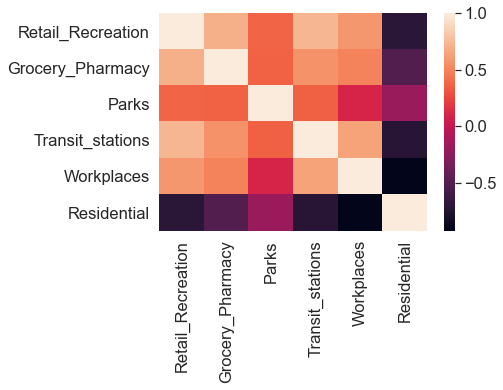 Retail_Recreation
Grocery_Pharmacy
Parks
Transit_stations
Workplaces
Residential
Retail_Recreation
Grocery_Pharmacy
Parks
Transit_stations
Workplaces
Residential
1.0
0.5
0.0
−0.5